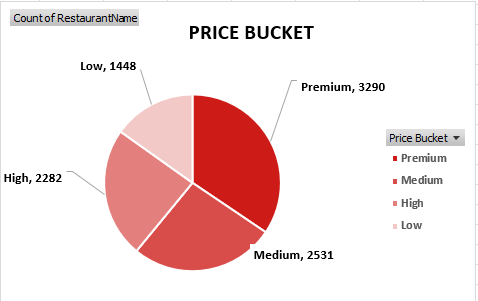 Count of RestaurantName
PRICE BUCKET
Low, 1448
Premium, 3290
High, 2282
Medium, 2531
Price Bucket
Premium
Medium
High
Low